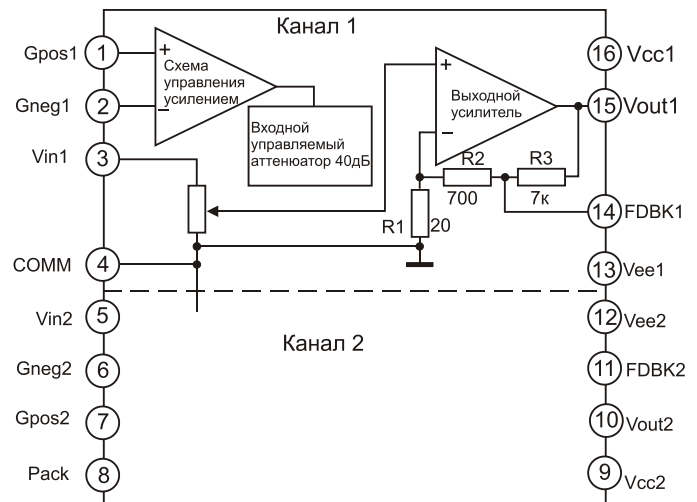 Канал 1
Gpos1
1
+
Схема
управления
усилением
Gneg1
2
−
Входной
управляемый
аттенюатор 40дБ
Vin1
3
COMM
4
+
Выходной
усилитель
−
R2
R3
700
7к
R1
20
16
Vcc1
15
Vout1
14
FDBK1
13
Vee1
Канал 2
Vin2
5
Gneg2
6
Gpos2
7
Pack
8
12
Vee2
11
FDBK2
10
Vout2
9
Vcc2